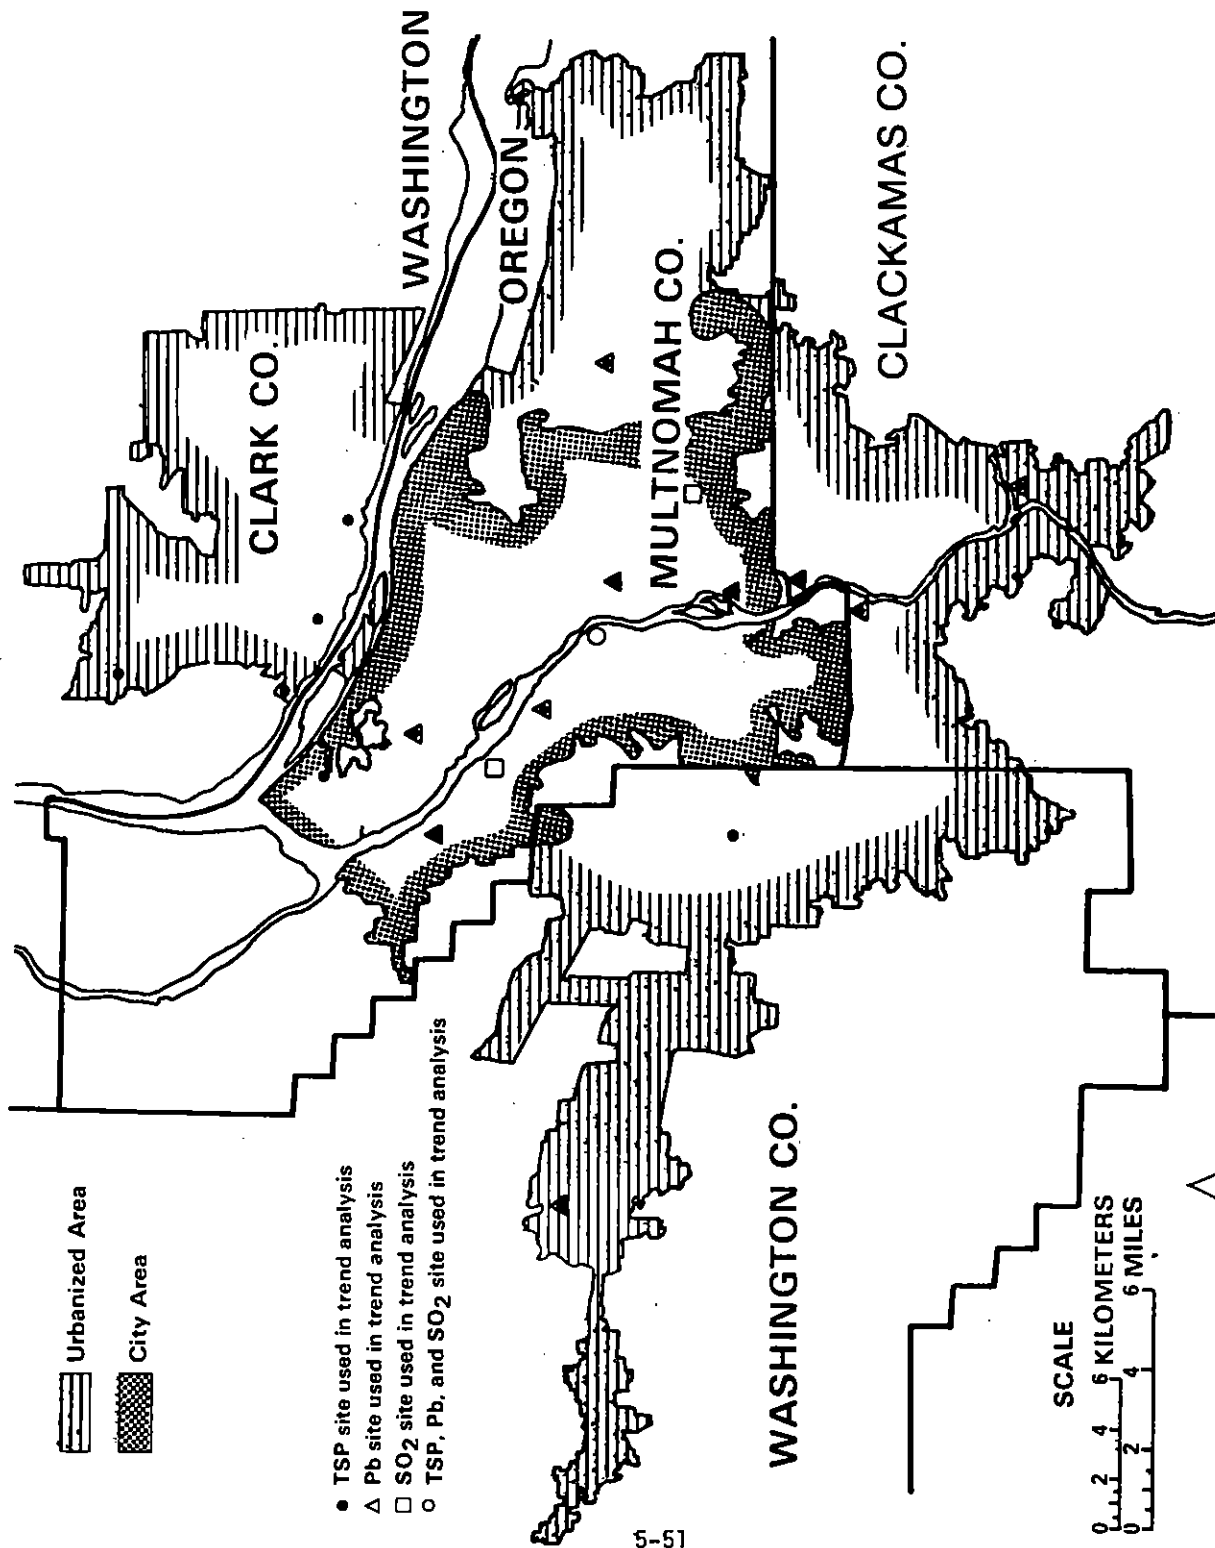 Urbanized Area
City Area
● TSP site used in trend analysis
△ Pb site used in trend analysis
□ SO2 site used in trend analysis
○ TSP, Pb, and SO2 site used in trend analysis
CLARK CO.
WASHINGTON
OREGON
MULTNOMAH CO.
CLACKAMAS CO.
WASHINGTON CO.
SCALE
0 2 4 6 KILOMETERS
0 2 4 6 MILES
5-51